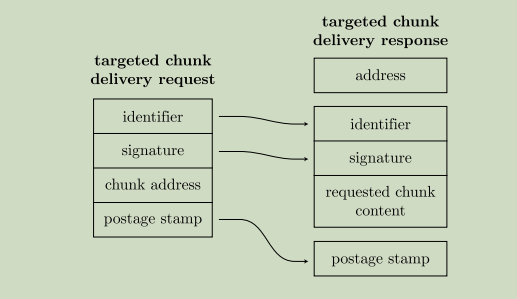 targeted chunk
delivery request
identifier
signature
chunk address
postage stamp
targeted chunk
delivery response
address
identifier
signature
requested chunk
content
postage stamp